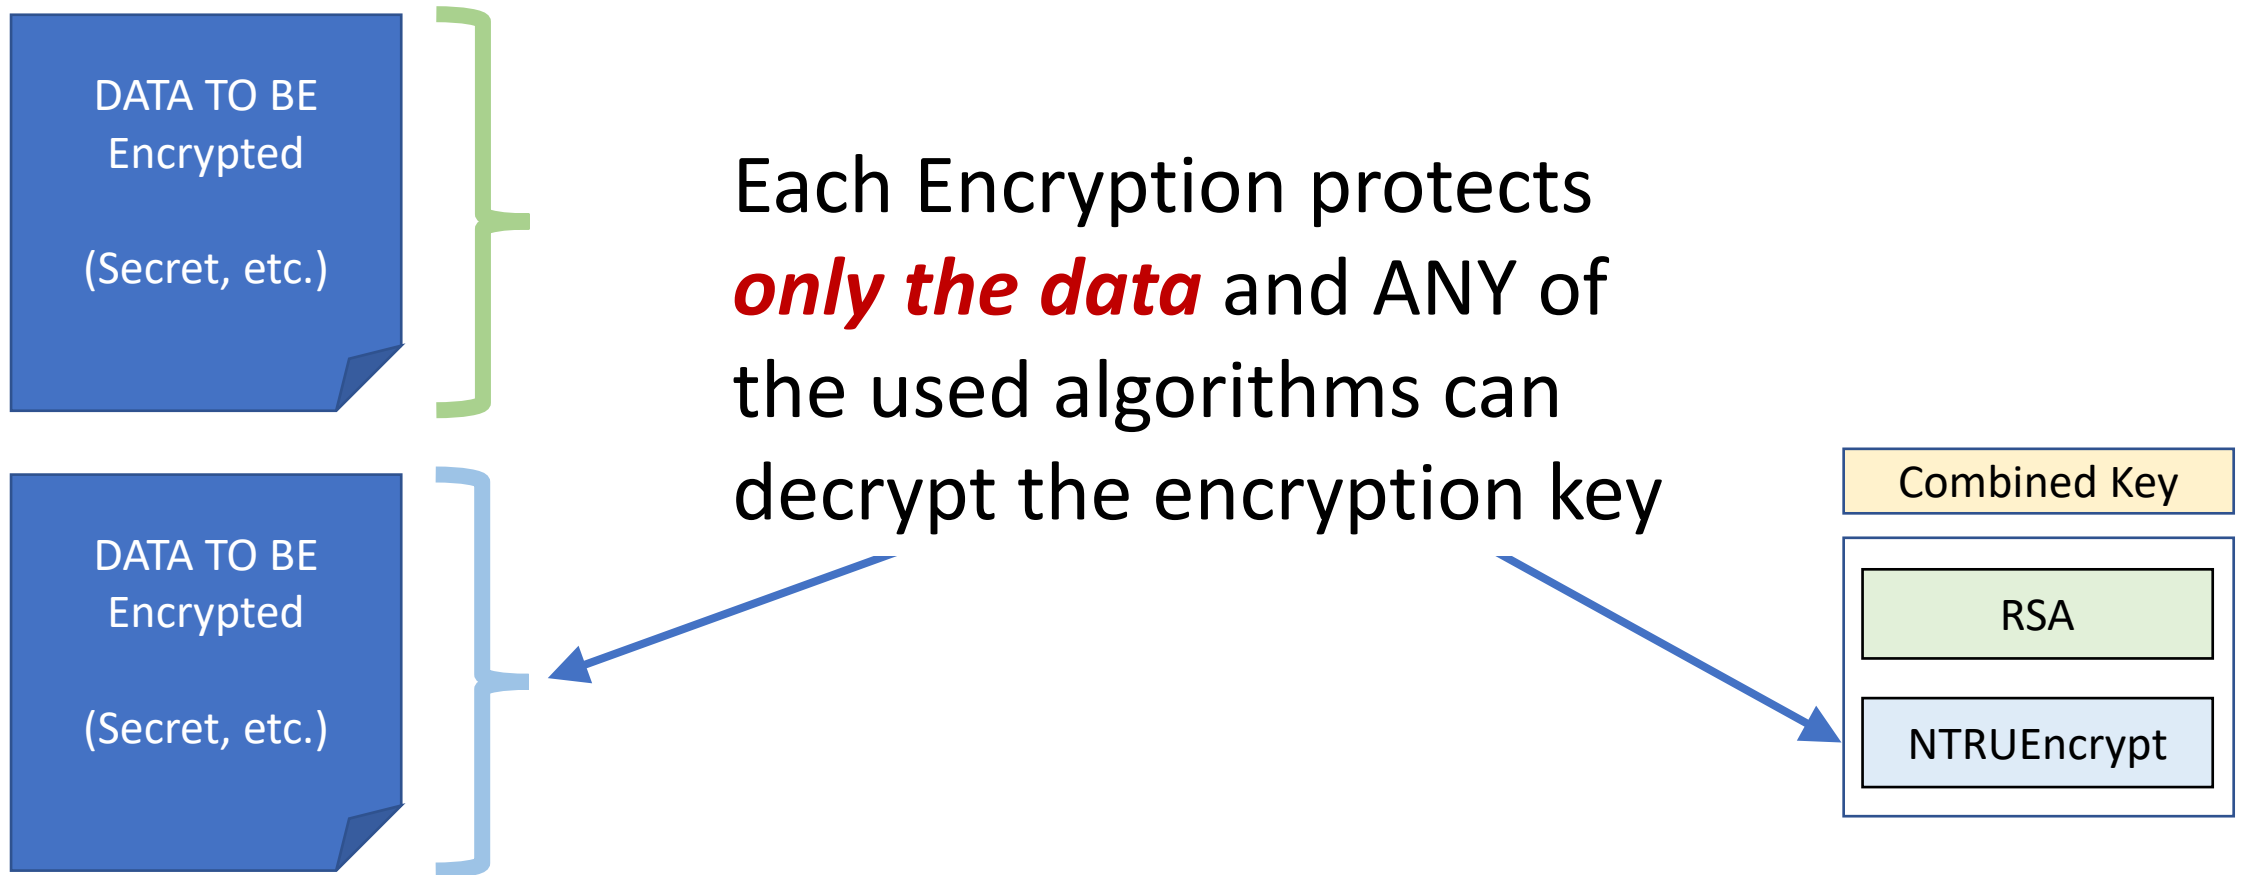 DATA TO BE
Encrypted
(Secret, etc.)
Each Encryption protects
only the data and ANY of
the used algorithms can
decrypt the encryption key
DATA TO BE
Encrypted
(Secret, etc.)
Combined Key
RSA
NTRUEncrypt